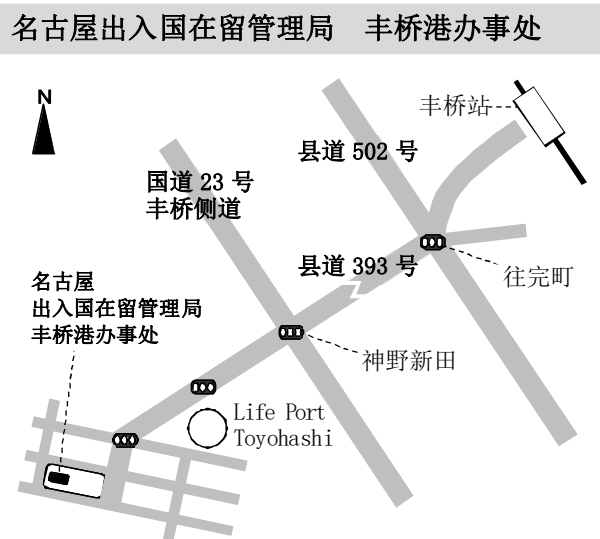 名古屋出入国在留管理局　丰桥港办事处
N
丰桥站
县道 502 号
国道 23 号
丰桥侧道
县道 393 号
往完町
名古屋
出入国在留管理局
丰桥港办事处
神野新田
Life Port
Toyohashi